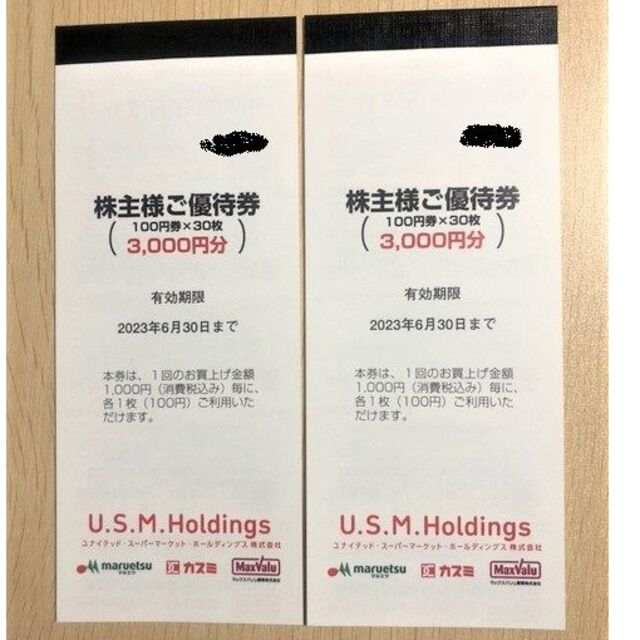 株主様ご優待券
100円券×30枚
( 3,000円分 )
有効期限
2023年6月30日まで
本券は、1回のお買上げ金額
1,000円（消費税込み）毎に、
各1枚（100円）ご利用いた
だけます。
U.S.M.Holdings
ユナイテッド・スーパーマーケット・ホールディングス 株式会社
maruetsu
マルエツ
カスミ
MaxValu
マックスバリュ関東株式会社
株主様ご優待券
100円券×30枚
( 3,000円分 )
有効期限
2023年6月30日まで
本券は、1回のお買上げ金額
1,000円（消費税込み）毎に、
各1枚（100円）ご利用いた
だけます。
U.S.M.Holdings
ユナイテッド・スーパーマーケット・ホールディングス 株式会社
maruetsu
マルエツ
カスミ
MaxValu
マックスバリュ関東株式会社